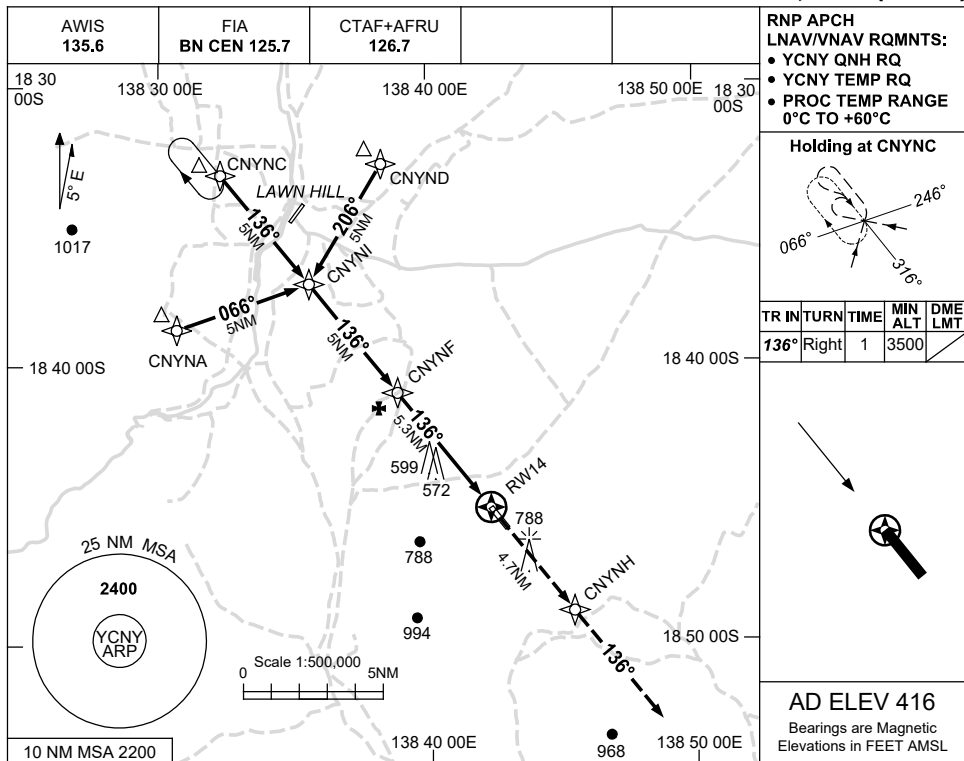 AWIS
135.6
FIA
BN CEN 125.7
CTAF+AFRU
126.7
RNP APCH
LNAV/VNAV RQMNTS:
• YCNY QNH RQ
• YCNY TEMP RQ
• PROC TEMP RANGE
0°C TO +60°C
18 30
00S
138 30 00E
138 40 00E
138 50 00E
18 30
00S
5° E
1017
CNYNC
LAWN HILL
CNYND
136°
5NM
206°
5NM
CNYNI
066°
5NM
CNYNA
136°
5NM
CNYNF
18 40 00S
18 40 00S
136°
5.3NM
599
572
RW14
788
788
4.7NM
CNYNH
994
18 50 00S
136°
968
25 NM MSA
2400
YCNY
ARP
Scale 1:500,000
0
5NM
10 NM MSA 2200
138 40 00E
138 50 00E
Holding at CNYNC
246°
066°
316°
TR IN
TURN
TIME
MIN
ALT
DME
LMT
136°
Right
1
3500
AD ELEV 416
Bearings are Magnetic
Elevations in FEET AMSL